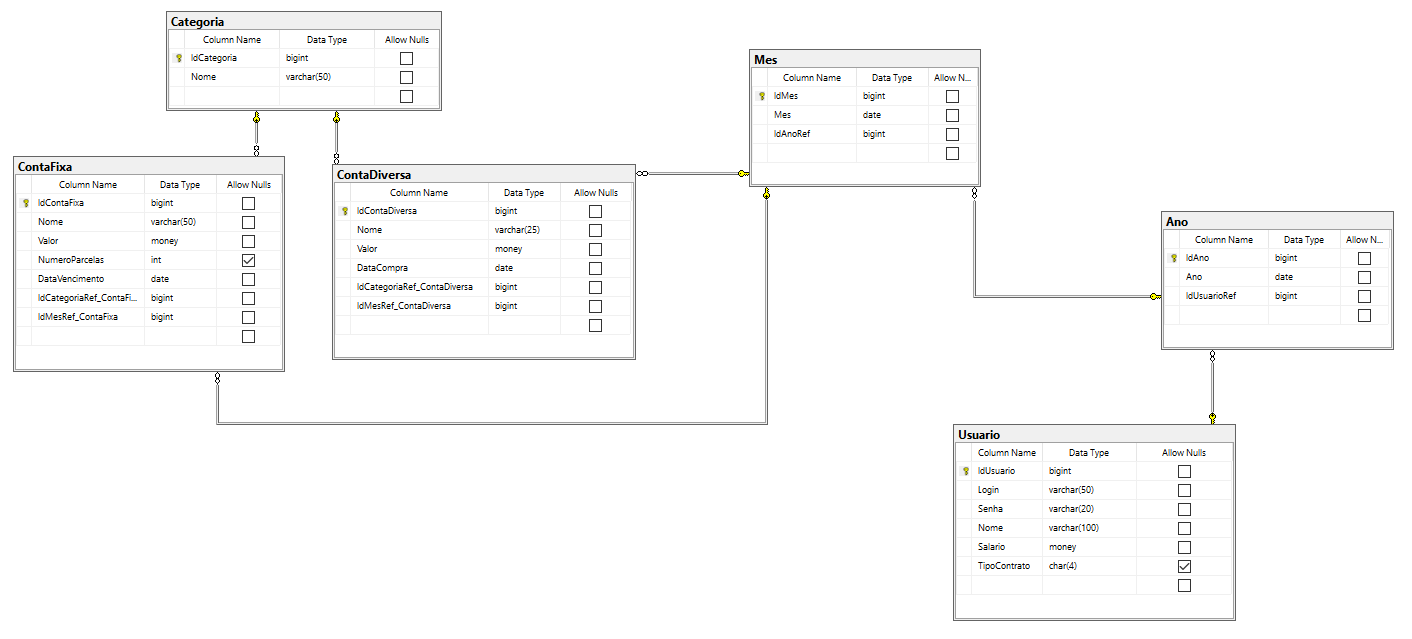 Categoria
Column Name Data Type Allow Nulls
IdCategoria bigint
Nome varchar(50)
Mes
Column Name Data Type Allow N...
IdMes bigint
Mes date
IdAnoRef bigint
ContaFixa
Column Name Data Type Allow Nulls
IdContaFixa bigint
Nome varchar(50)
Valor money
NumeroParcelas int
DataVencimento date
IdCategoriaRef_ContaFi... bigint
IdMesRef_ContaFixa bigint
ContaDiversa
Column Name Data Type Allow Nulls
IdContaDiversa bigint
Nome varchar(25)
Valor money
DataCompra date
IdCategoriaRef_ContaDiversa bigint
IdMesRef_ContaDiversa bigint
Ano
Column Name Data Type Allow N...
IdAno bigint
Ano date
IdUsuarioRef bigint
Usuario
Column Name Data Type Allow Nulls
IdUsuario bigint
Login varchar(50)
Senha varchar(20)
Nome varchar(100)
Salario money
TipoContrato char(4)